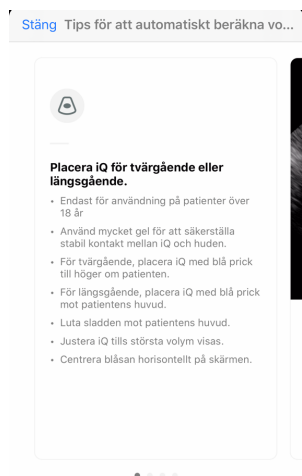 Stäng Tips för att automatiskt beräkna vo...
Placera iQ för tvärgående eller
längsgående.
• Endast för användning på patienter över
18 år
• Använd mycket gel för att säkerställa
stabil kontakt mellan iQ och huden.
• För tvärgående, placera iQ med blå prick
till höger om patienten.
• För längsgående, placera iQ med blå prick
mot patientens huvud.
• Luta sladden mot patientens huvud.
• Justera iQ tills största volym visas.
• Centrera blåsan horisontellt på skärmen.